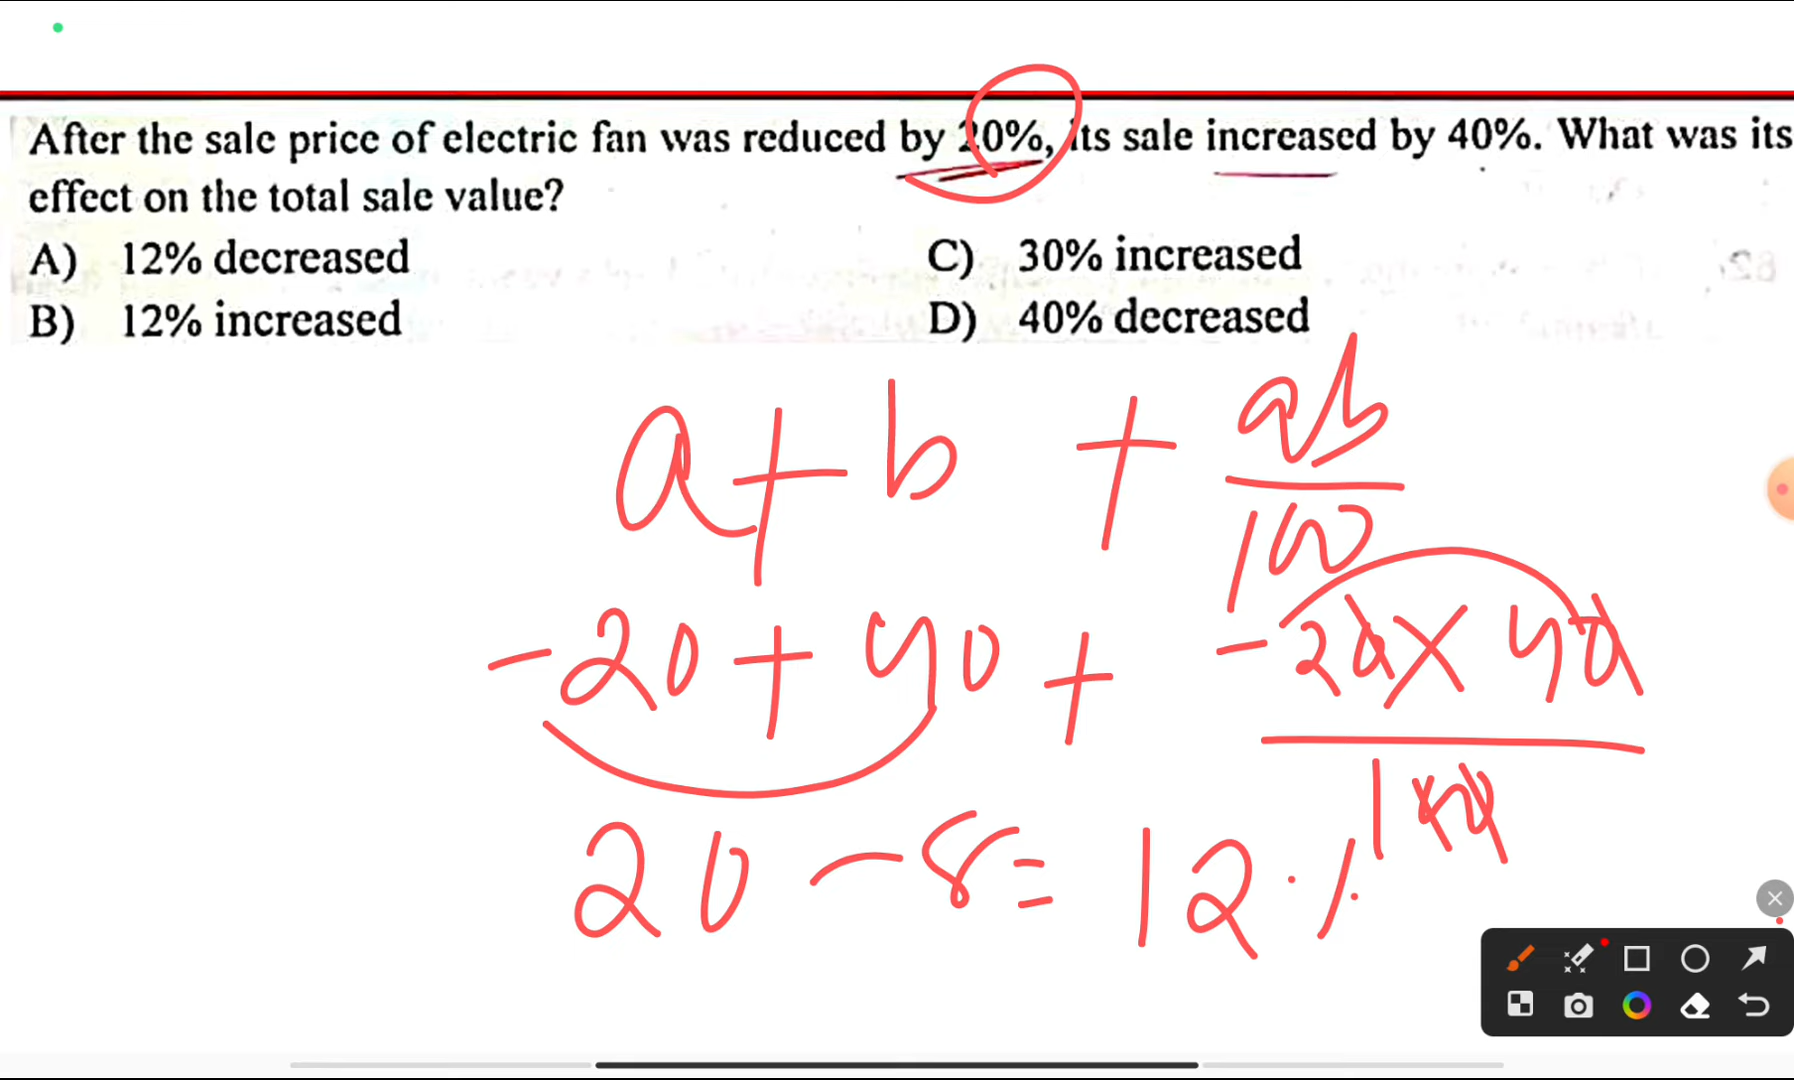 After the sale price of electric fan was reduced by 20%, its sale increased by 40%. What was its
effect on the total sale value?
A) 12% decreased
C) 30% increased
B) 12% increased
D) 40% decreased
a + b + ab/100
-20 + 40 + -20 X 40/100
20 - 8 = 12%